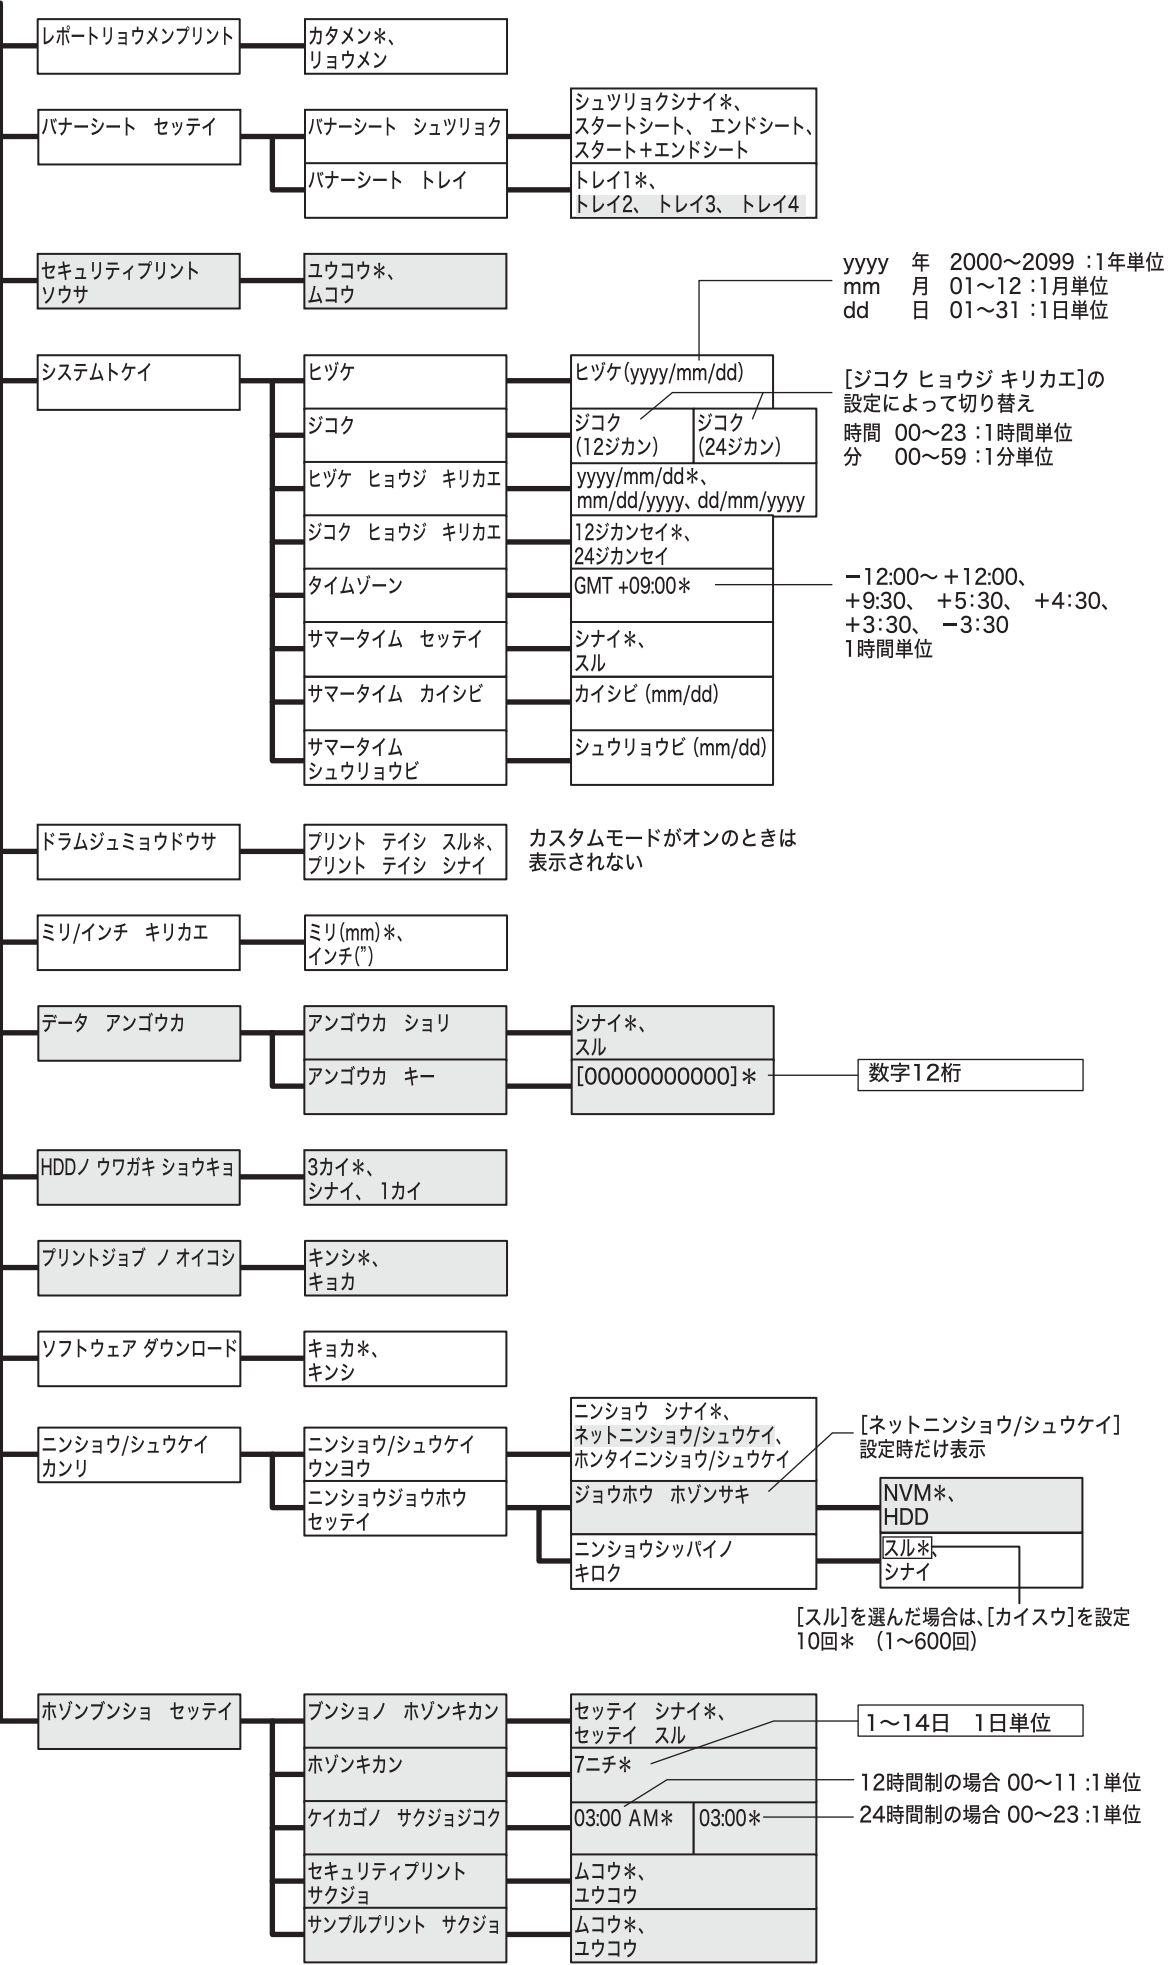 レポートリョウメンプリント
カタメン＊、
リョウメン
バナーシート　セッテイ
バナーシート　シュツリョク
シュツリョクシナイ＊、
スタートシート、 エンドシート、
スタート＋エンドシート
バナーシート　トレイ
トレイ1＊、
トレイ2、 トレイ3、 トレイ4
セキュリティプリント
ソウサ
ユウコウ＊、
ムコウ
yyyy　年　2000〜2099 ：1年単位
mm　月　01〜12 ：1月単位
dd　日　01〜31 ：1日単位
システムトケイ
ヒヅケ
ヒヅケ(yyyy/mm/dd)
[ジコク ヒョウジ キリカエ]の
設定によって切り替え
時間　00〜23 ：1時間単位
分　00〜59 ：1分単位
ジコク
ジコク
(12ジカン)
ジコク
(24ジカン)
ヒヅケ　ヒョウジ　キリカエ
yyyy/mm/dd＊、
mm/dd/yyyy、dd/mm/yyyy
ジコク　ヒョウジ　キリカエ
12ジカンセイ＊、
24ジカンセイ
タイムゾーン
GMT +09:00＊
－12:00〜 ＋12:00、
＋9:30、 ＋5:30、 ＋4:30、
＋3:30、 －3:30
1時間単位
サマータイム　セッテイ
シナイ＊、
スル
サマータイム　カイシビ
カイシビ (mm/dd)
サマータイム
シュウリョウビ
シュウリョウビ (mm/dd)
ドラムジュミョウドウサ
プリント　テイシ　スル＊、
プリント　テイシ　シナイ
カスタムモードがオンのときは
表示されない
ミリ/インチ　キリカエ
ミリ(mm)＊、
インチ(”)
データ　アンゴウカ
アンゴウカ　ショリ
シナイ＊、
スル
アンゴウカ　キー
[00000000000]＊
数字12桁
HDDノ ウワガキ ショウキョ
3カイ＊、
シナイ、 1カイ
プリントジョブ ノ オイコシ
キンシ＊、
キョカ
ソフトウェア ダウンロード
キョカ＊、
キンシ
ニンショウ/シュウケイ
カンリ
ニンショウ/シュウケイ
ウンヨウ
ニンショウ　シナイ＊、
ネットニンショウ/シュウケイ、
ホンタイニンショウ/シュウケイ
[ネットニンショウ/シュウケイ]
設定時だけ表示
ニンショウジョウホウ
セッテイ
ジョウホウ　ホゾンサキ
NVM＊、
HDD
ニンショウシッパイノ
キロク
スル＊、
シナイ
[スル]を選んだ場合は、[カイスウ]を設定
10回＊　(1〜600回)
ホゾンブンショ　セッテイ
ブンショノ　ホゾンキカン
セッテイ　シナイ＊、
セッテイ　スル
1〜14日　1日単位
ホゾンキカン
7ニチ＊
12時間制の場合 00〜11 :1単位
ケイカゴノ　サクジョジコク
03:00 AM＊
03:00＊
24時間制の場合 00〜23 :1単位
セキュリティプリント
サクジョ
ムコウ＊、
ユウコウ
サンプルプリント　サクジョ
ムコウ＊、
ユウコウ